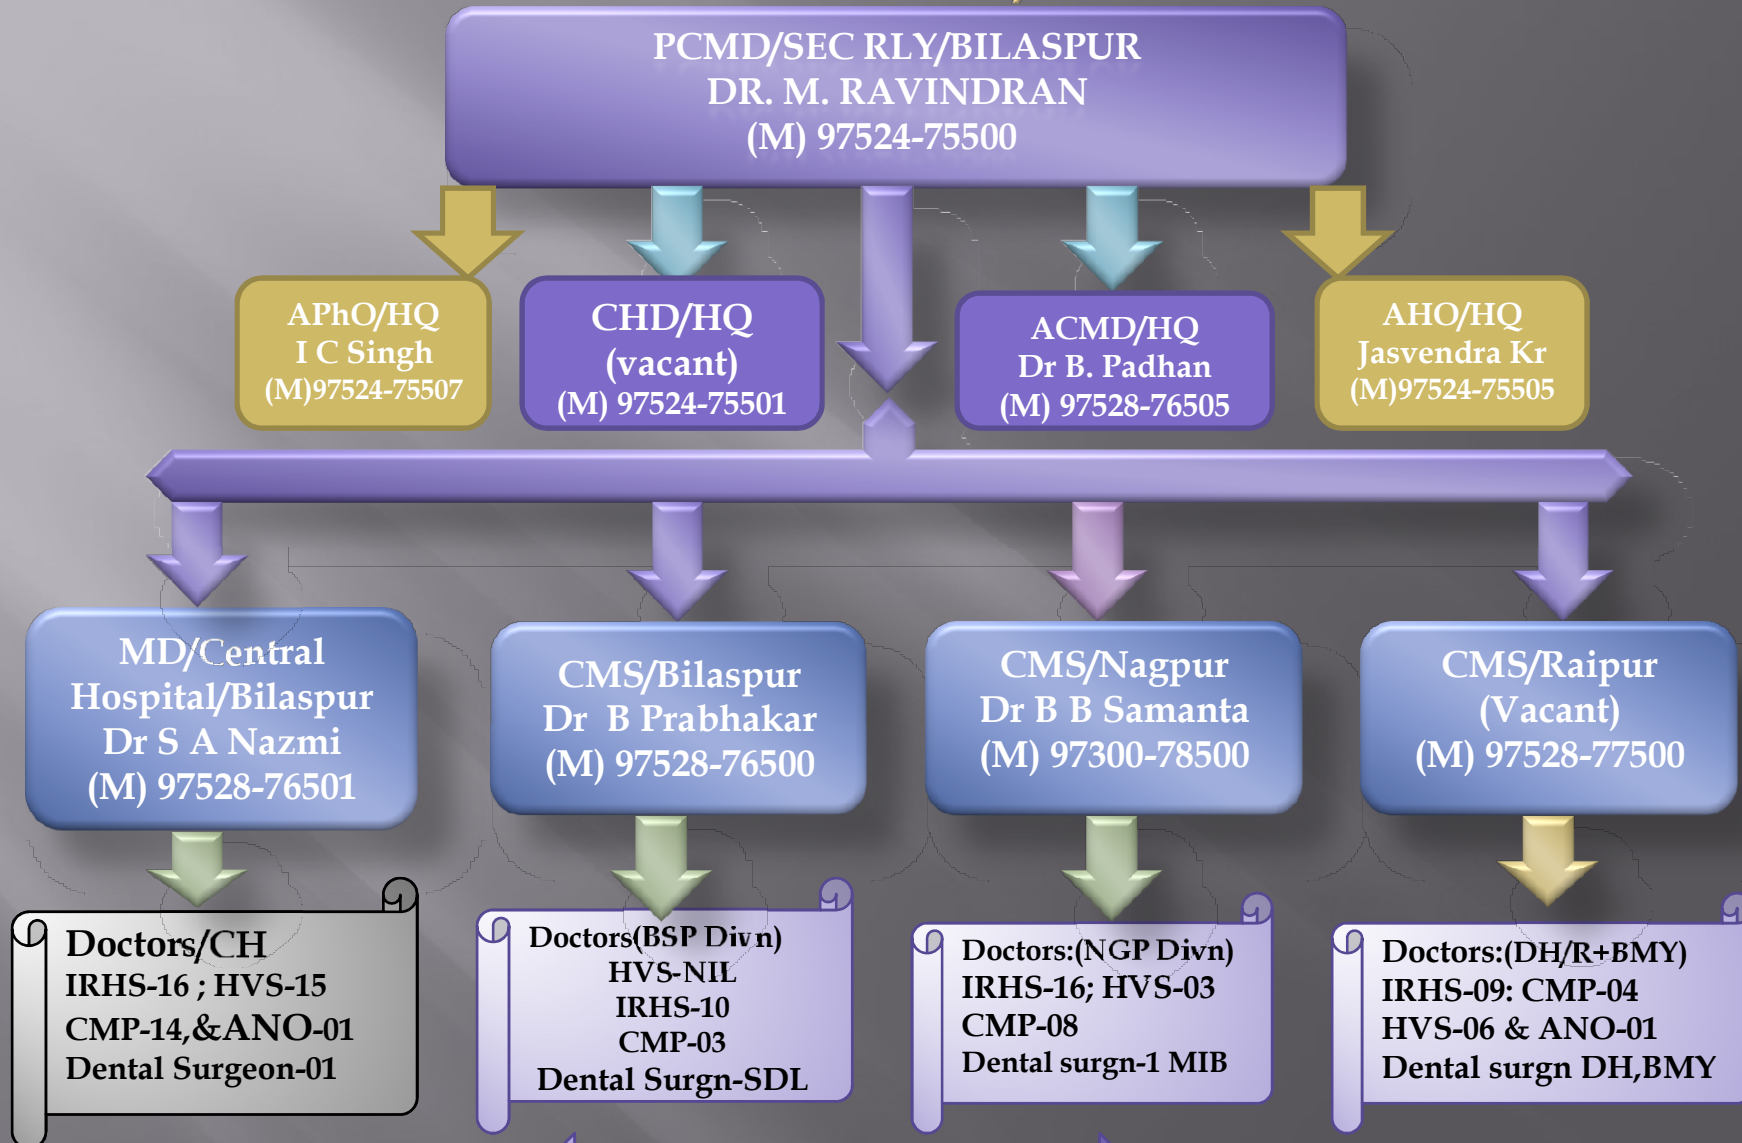 PCMD/SEC RLY/BILASPUR
DR. M. RAVINDRAN
(M) 97524-75500
APhO/HQ
I C Singh
(M)97524-75507
CHD/HQ
(vacant)
(M) 97524-75501
ACMD/HQ
Dr B. Padhan
(M) 97528-76505
AHO/HQ
Jasvendra Kr
(M)97524-75505
MD/Central
Hospital/Bilaspur
Dr S A Nazmi
(M) 97528-76501
CMS/Bilaspur
Dr B Prabhakar
(M) 97528-76500
CMS/Nagpur
Dr B B Samanta
(M) 97300-78500
CMS/Raipur
(Vacant)
(M) 97528-77500
Doctors/CH
IRHS-16 ; HVS-15
CMP-14,&ANO-01
Dental Surgeon-01
Doctors(BSP Divn)
HVS-NIL
IRHS-10
CMP-03
Dental Surgn-SDL
Doctors:(NGP Divn)
IRHS-16; HVS-03
CMP-08
Dental surgn-1 MIB
Doctors:(DH/R+BMY)
IRHS-09: CMP-04
HVS-06 & ANO-01
Dental surgn DH,BMY